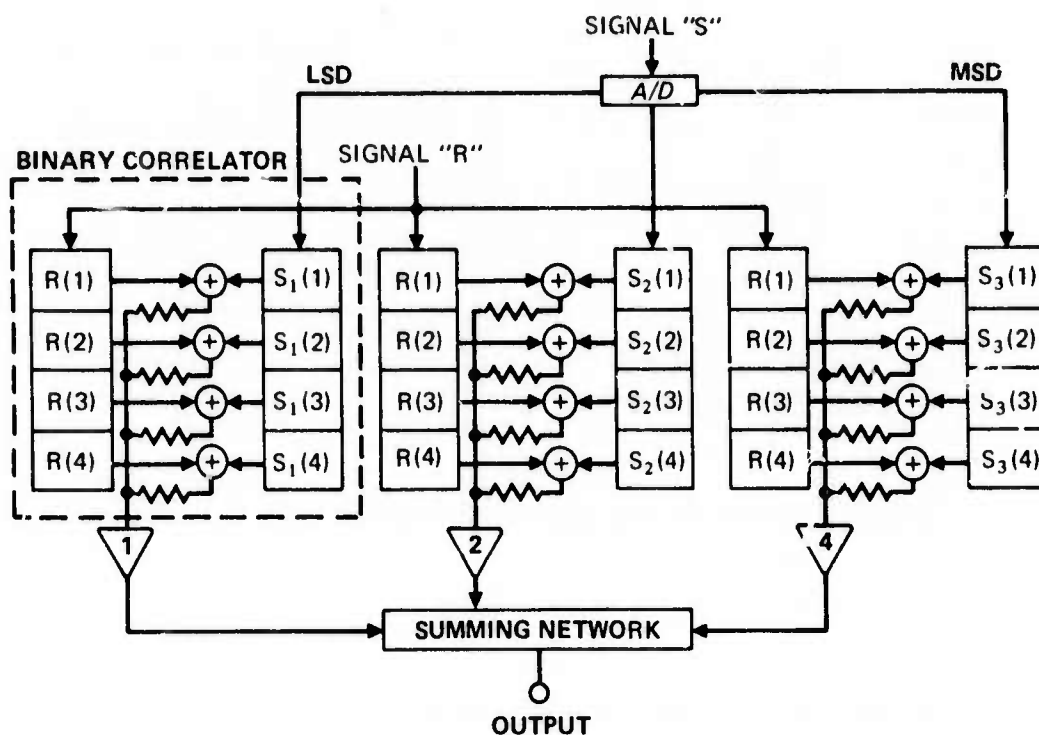 SIGNAL "S"
LSD
MSD
A/D
BINARY CORRELATOR
SIGNAL "R"
R(1) S₁(1) R(1) S₂(1) R(1) S₃(1)
R(2) S₁(2) R(2) S₂(2) R(2) S₃(2)
R(3) S₁(3) R(3) S₂(3) R(3) S₃(3)
R(4) S₁(4) R(4) S₂(4) R(4) S₃(4)
1 2 4
SUMMING NETWORK
OUTPUT